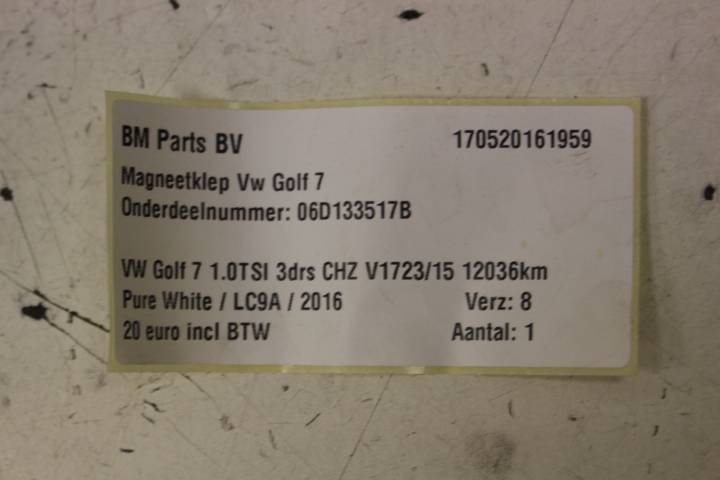 BM Parts BV 170520161959
Magneetklep Vw Golf 7
Onderdeelnummer: 06D133517B
VW Golf 7 1.0TSI 3drs CHZ V1723/15 12036km
Pure White / LC9A / 2016 Verz: 8
20 euro incl BTW Aantal: 1